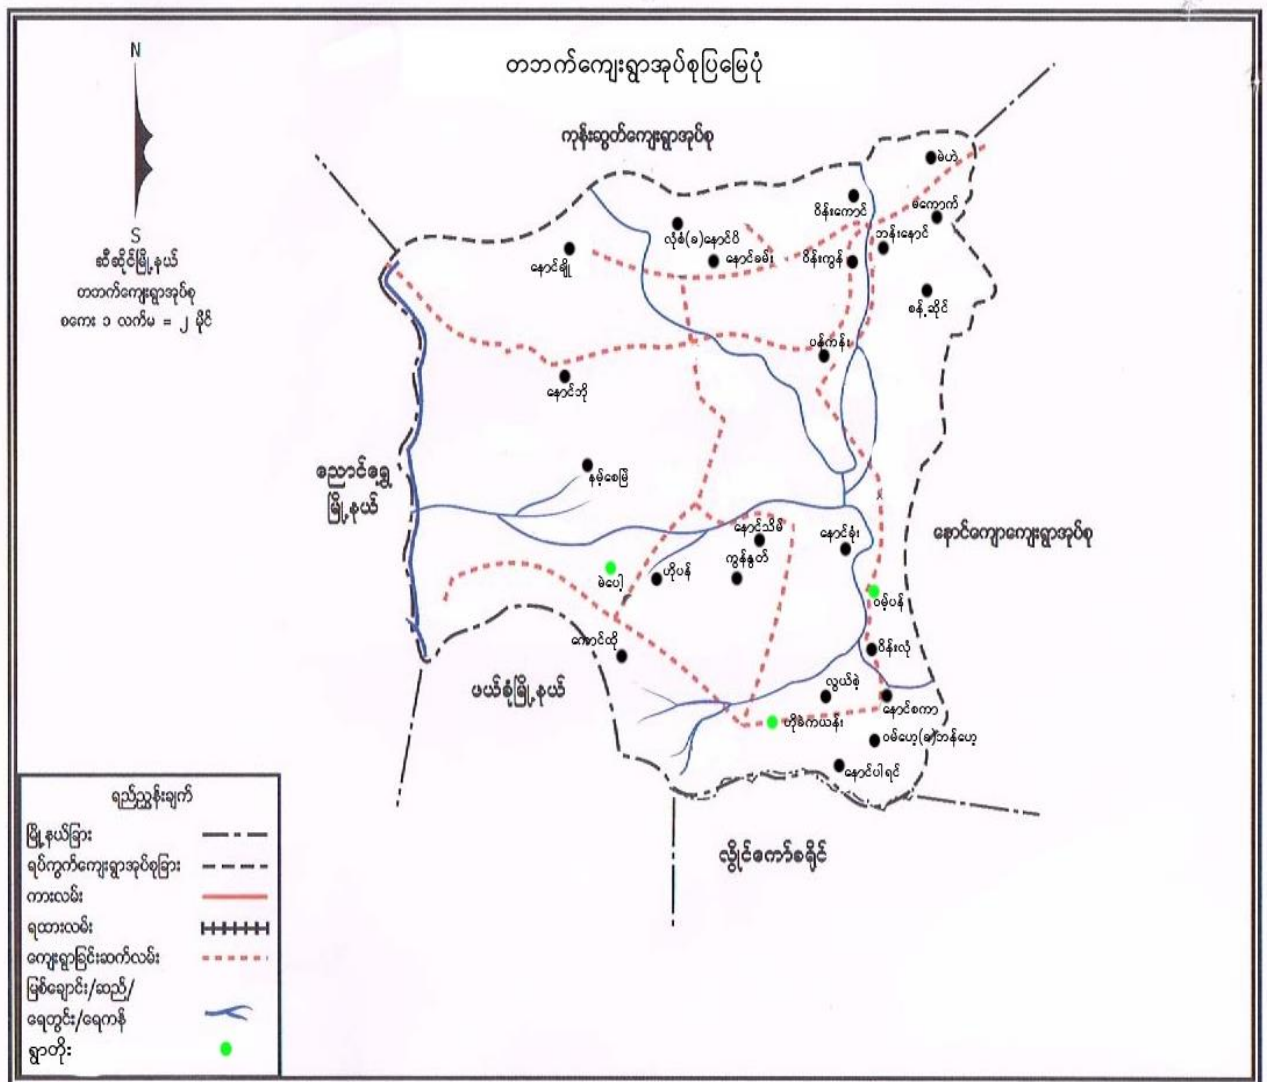 N
S
ဆီဆိုင်မြို့နယ်
တဘက်ကျေးရွာအုပ်စု
စကေး ၁ လက်မ = ၂ မိုင်
တဘက်ကျေးရွာအုပ်စုပြမြေပုံ
ကုန်းဆွတ်ကျေးရွာအုပ်စု
မဲဟဲ
မကျောက်
ဝိန်းကောင်
ဘန်းနောင်
လုံစံ(ခ)နောင်ပိ
နောင်ခမ်း
ဝိန်းကွန်
နောင်ချို
စန့်ဆိုင်
ပန်ကန်း
နောင်ဘို
နမ့်စေမြဲ
ညောင်ရွှေ
မြို့နယ်
နောင်ကျောကျေးရွာအုပ်စု
နောင်သိမ်
နောင်ခုံး
ကွန်နွတ်
မဲပေါ့
ဟိုပန်
ဝမ့်ပန်
ကောင်ထို
ဝိန်းလုံ
ဖယ်ခုံမြို့နယ်
လွယ်စဲ့
နောင်စကာ
ဟိုခဲကယန်း
ဝမ်ဟေ့(ခ)ဘန်ဟေ့
နောင်ပါရင်
လွိုင်ကော်ခရိုင်
ရည်ညွှန်းချက်
မြို့နယ်ခြား
ရပ်ကွက်ကျေးရွာအုပ်စုခြား
ကားလမ်း
ရထားလမ်း
ကျေးရွာခြင်းဆက်လမ်း
မြစ်ချောင်း/ဆည်/
ရေတွင်း/ရေကန်
ရွာတိုး